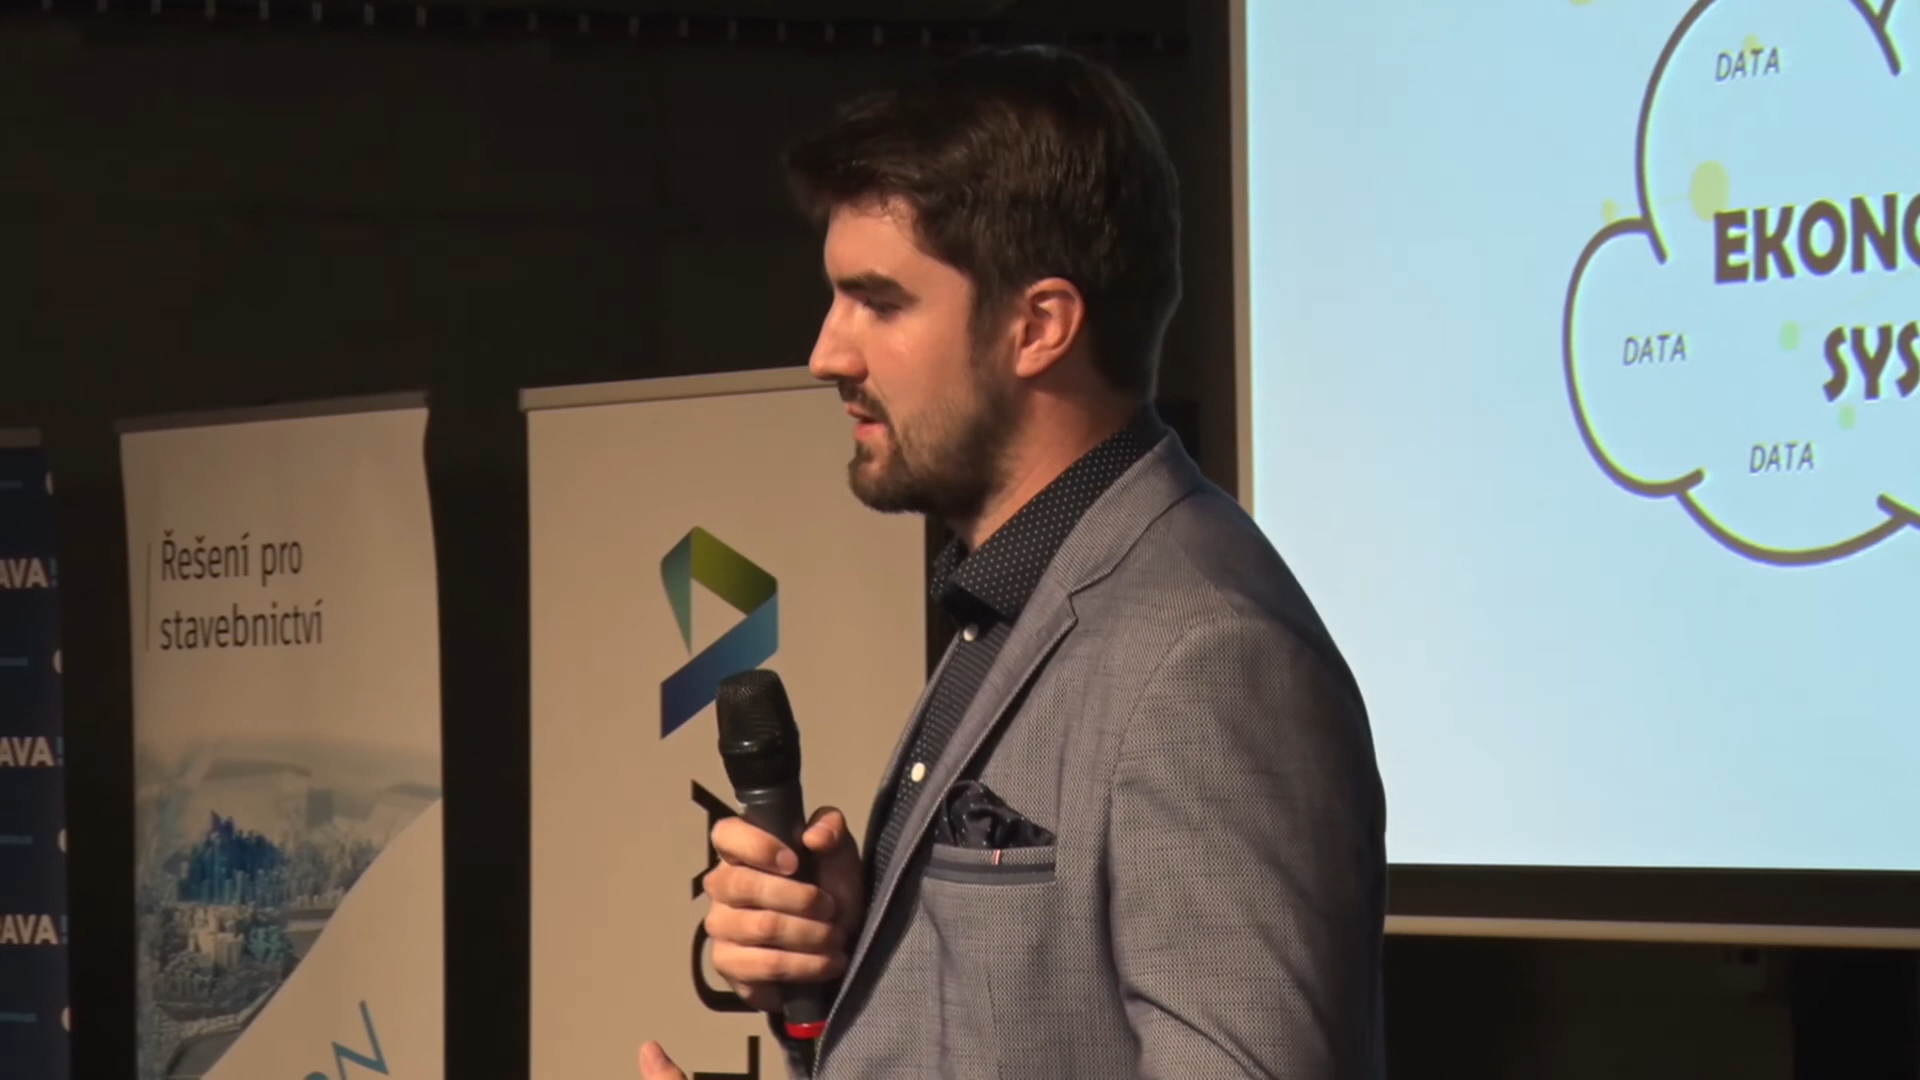 AVA!
AVA!
AVA!
Řešení pro
stavebnictví
DATA
EKONO
SYS
DATA
DATA